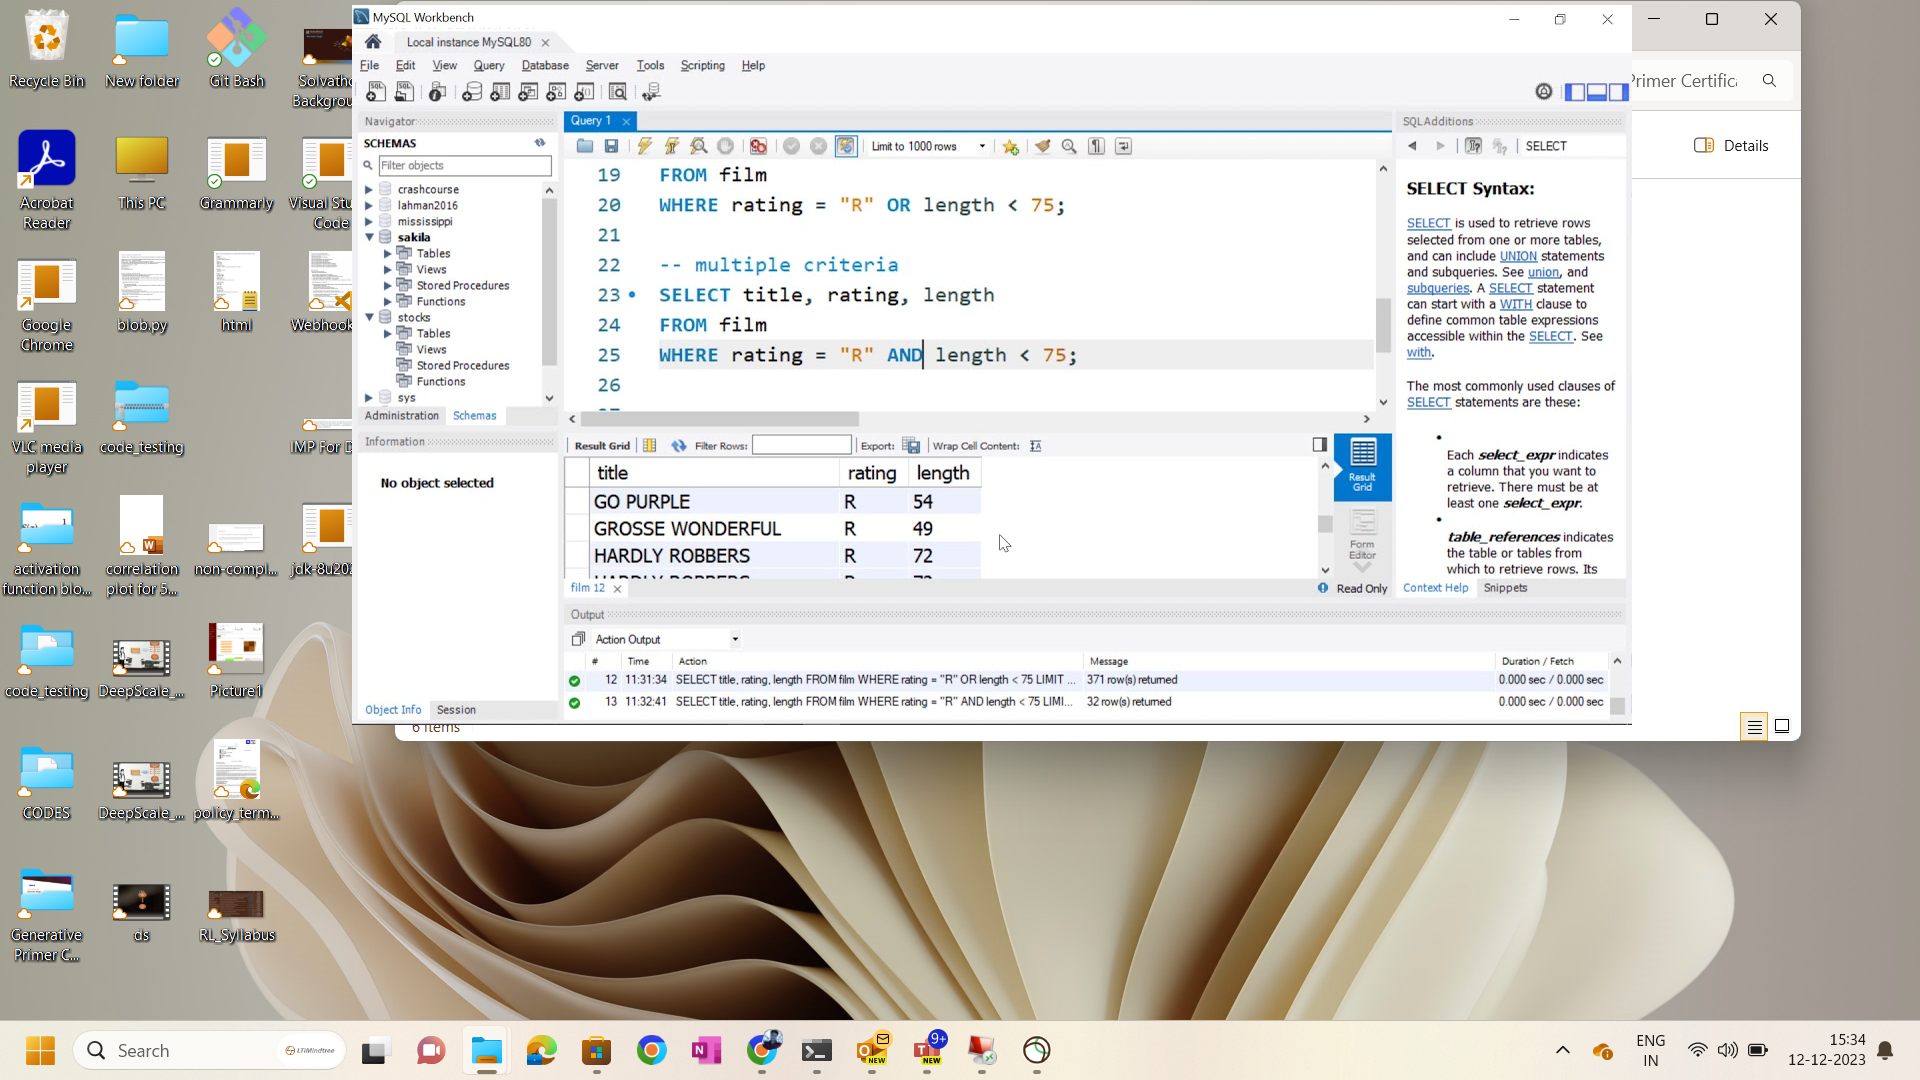 MySQL Workbench
Local instance MySQL80
File Edit View Query Database Server Tools Scripting Help
Primer Certific
Details
Navigator
SCHEMAS
Filter objects
crashcourse
lahman2016
mississippi
sakila
Tables
Views
Stored Procedures
Functions
stocks
Tables
Views
Stored Procedures
Functions
sys
Administration Schemas
Information
No object selected
Object Info Session
Query 1
Limit to 1000 rows
19 FROM film
20 WHERE rating = "R" OR length < 75;
21
22 -- multiple criteria
23 SELECT title, rating, length
24 FROM film
25 WHERE rating = "R" AND length < 75;
26
Result Grid Filter Rows: Export: Wrap Cell Content:
title rating length
GO PURPLE R 54
GROSSE WONDERFUL R 49
HARDLY ROBBERS R 72
Result
Grid
Form
Editor
film 12
Read Only
SQLAdditions
SELECT
SELECT Syntax:
SELECT is used to retrieve rows
selected from one or more tables,
and can include UNION statements
and subqueries. See union, and
subqueries. A SELECT statement
can start with a WITH clause to
define common table expressions
accessible within the SELECT. See
with.
The most commonly used clauses of
SELECT statements are these:
• Each select_expr indicates
a column that you want to
retrieve. There must be at
least one select_expr.
• table_references indicates
the table or tables from
which to retrieve rows. Its
Context Help Snippets
Output
Action Output
# Time Action Message Duration / Fetch
12 11:31:34 SELECT title, rating, length FROM film WHERE rating = "R" OR length < 75 LIMIT ... 371 row(s) returned 0.000 sec / 0.000 sec
13 11:32:41 SELECT title, rating, length FROM film WHERE rating = "R" AND length < 75 LIMI... 32 row(s) returned 0.000 sec / 0.000 sec
6 items
Recycle Bin
New folder
Git Bash
Solvatho
Backgrou
Acrobat
Reader
This PC
Grammarly
Visual Stu
Code
Google
Chrome
blob.py
html
Webhook
VLC media
player
code_testing
IMP For D
activation
function blo...
correlation
plot for 5...
non-compl...
jdk-8u202
code_testing
DeepScale_...
Picture1
CODES
DeepScale_...
policy_term...
Generative
Primer C...
ds
RL_Syllabus
Search
LTIMindtree
NEW
9+
NEW
ENG
IN
15:34
12-12-2023